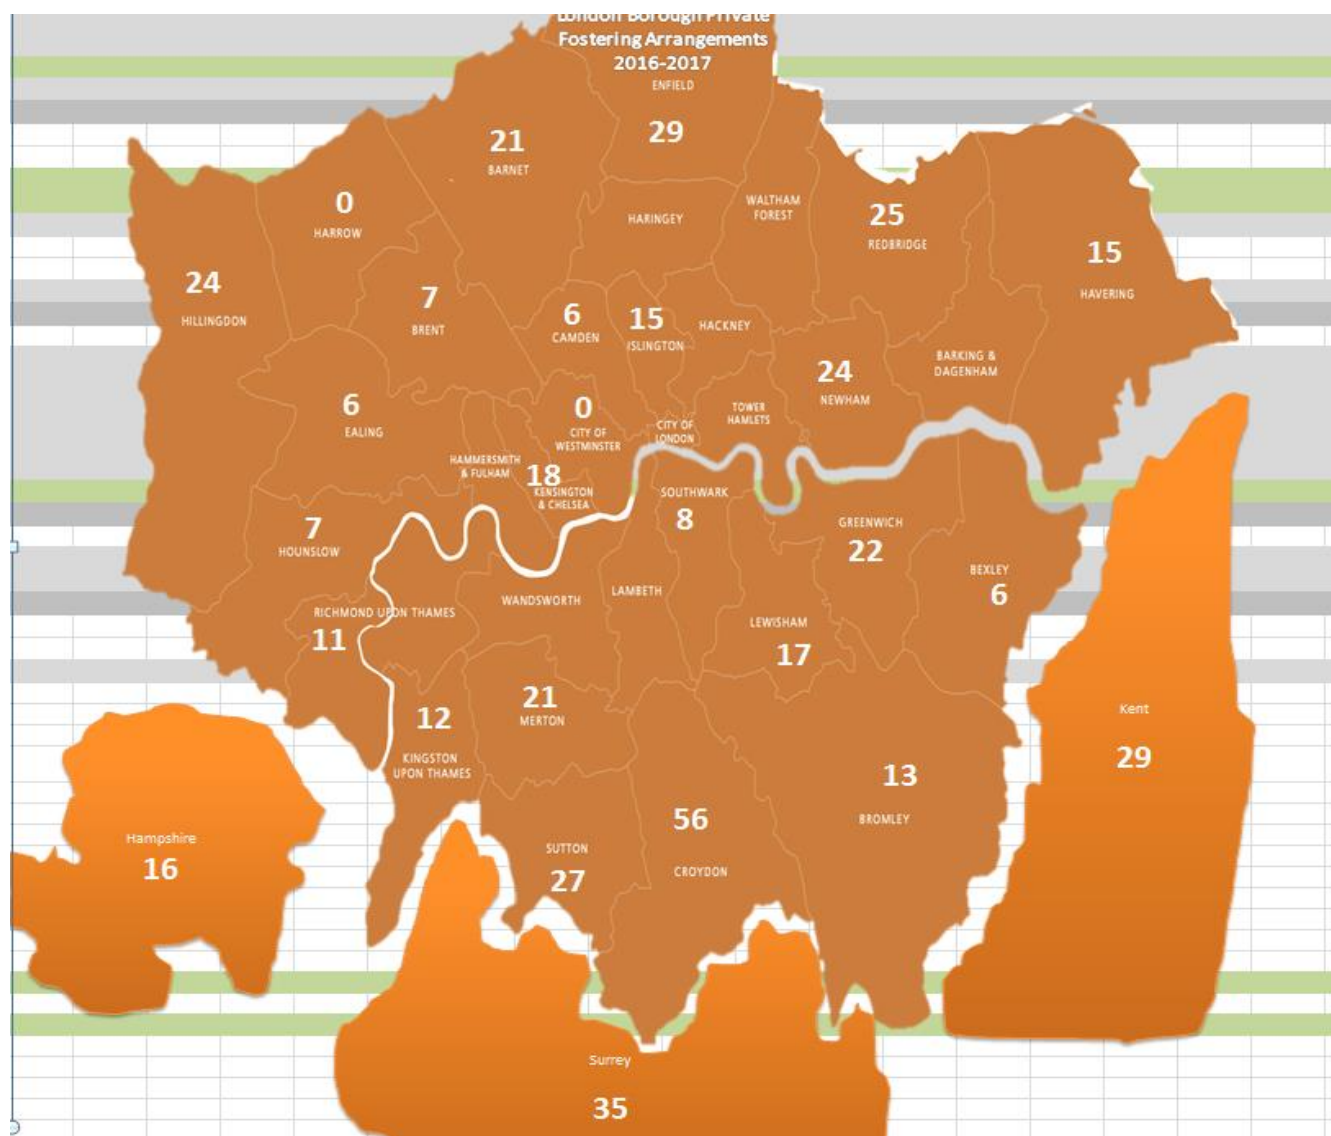 London Borough Private
Fostering Arrangements
2016-2017
ENFIELD
29
21
BARNET
0
HARROW
HARINGEY
WALTHAM
FOREST
25
REDBRIDGE
15
HAVERING
24
HILLINGDON
7
BRENT
6
CAMDEN
15
ISLINGTON
HACKNEY
BARKING &
DAGENHAM
24
NEWHAM
6
EALING
0
CITY OF
WESTMINSTER
CITY OF
LONDON
TOWER
HAMLETS
HAMMERSMITH
& FULHAM
18
KENSINGTON
& CHELSEA
SOUTHWARK
8
7
HOUNSLOW
GREENWICH
22
BEXLEY
6
RICHMOND UPON THAMES
11
WANDSWORTH
LAMBETH
LEWISHAM
17
12
KINGSTON
UPON THAMES
21
MERTON
Kent
29
13
BROMLEY
56
CROYDON
SUTTON
27
Hampshire
16
Surrey
35